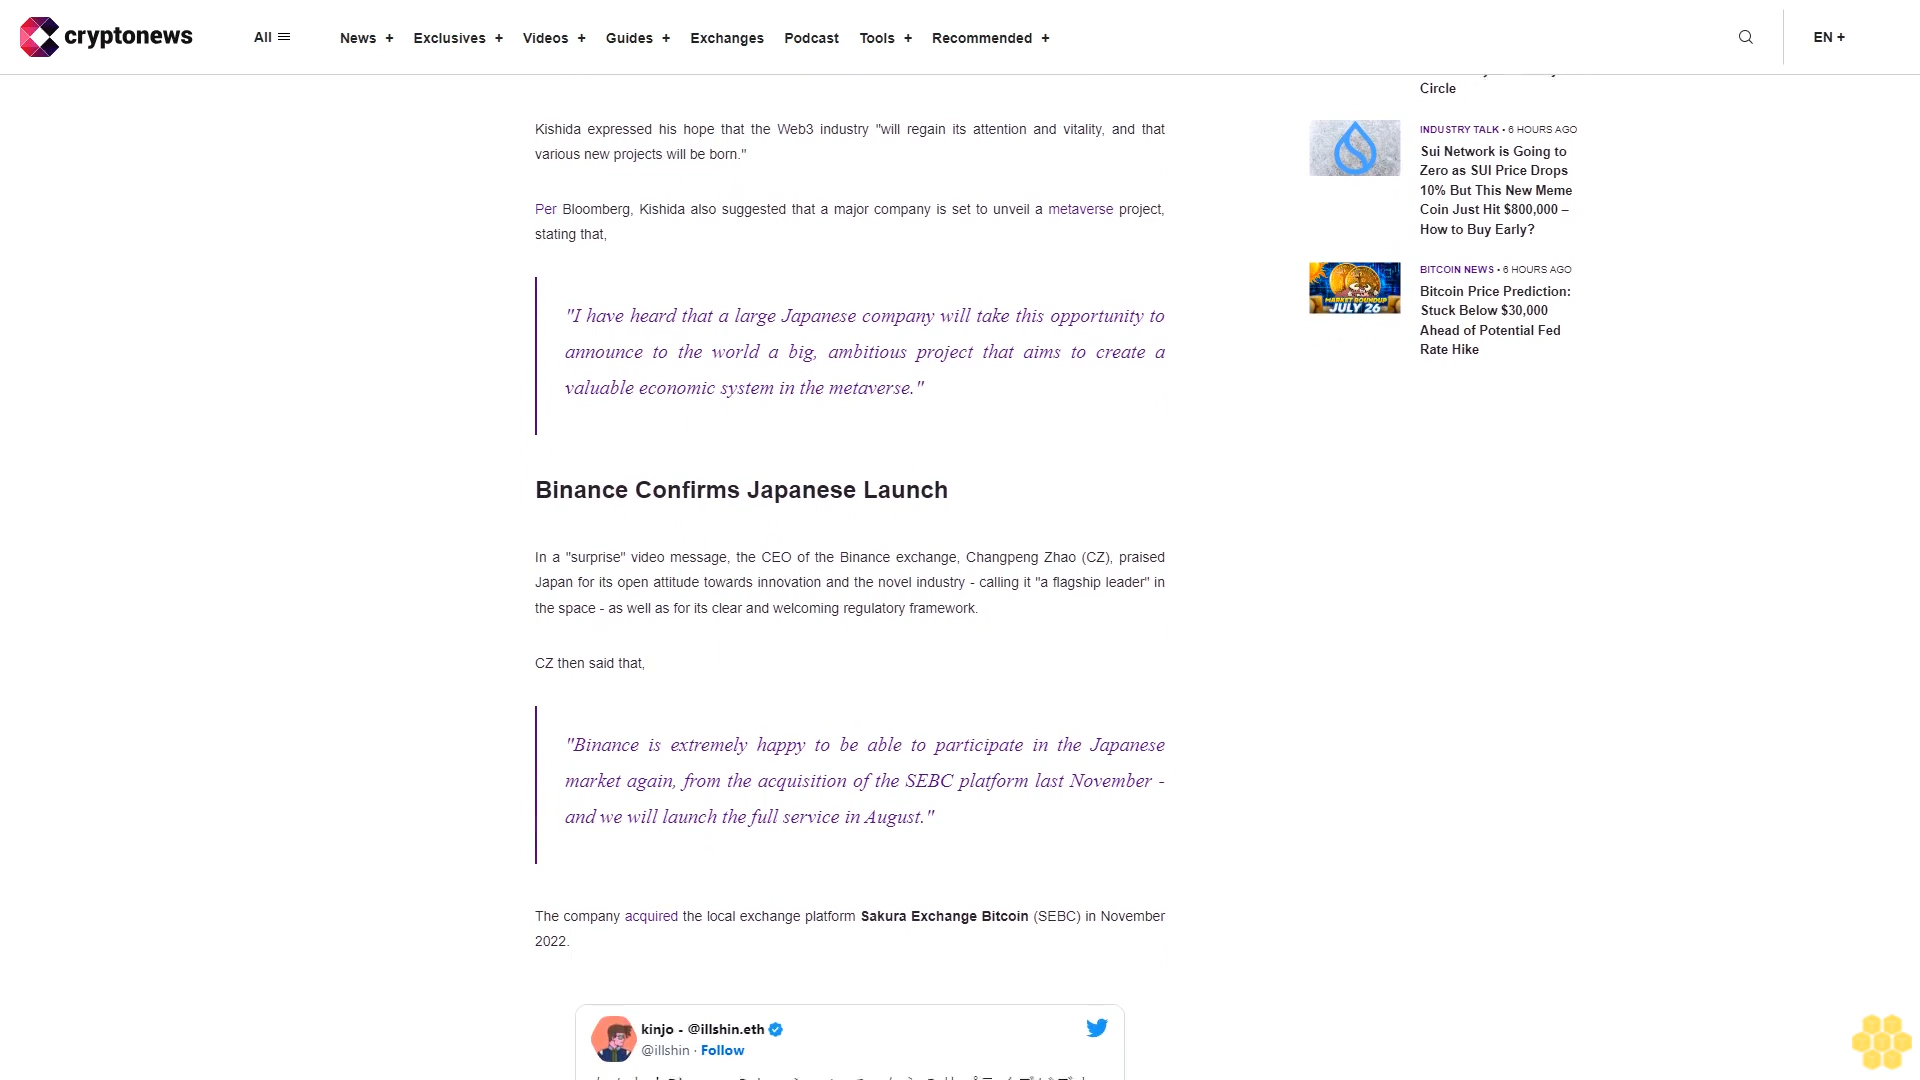 cryptonews
All
News +
Exclusives +
Videos +
Guides +
Exchanges
Podcast
Tools +
Recommended +
EN +
Kishida expressed his hope that the Web3 industry "will regain its attention and vitality, and that
various new projects will be born."
Per Bloomberg, Kishida also suggested that a major company is set to unveil a metaverse project,
stating that,
"I have heard that a large Japanese company will take this opportunity to
announce to the world a big, ambitious project that aims to create a
valuable economic system in the metaverse."
Binance Confirms Japanese Launch
In a "surprise" video message, the CEO of the Binance exchange, Changpeng Zhao (CZ), praised
Japan for its open attitude towards innovation and the novel industry - calling it "a flagship leader" in
the space - as well as for its clear and welcoming regulatory framework.
CZ then said that,
"Binance is extremely happy to be able to participate in the Japanese
market again, from the acquisition of the SEBC platform last November -
and we will launch the full service in August."
The company acquired the local exchange platform Sakura Exchange Bitcoin (SEBC) in November
2022.
kinjo - @illshin.eth
@illshin · Follow
Circle
INDUSTRY TALK • 6 HOURS AGO
Sui Network is Going to
Zero as SUI Price Drops
10% But This New Meme
Coin Just Hit $800,000 –
How to Buy Early?
MARKET ROUNDUP
JULY 26
BITCOIN NEWS • 6 HOURS AGO
Bitcoin Price Prediction:
Stuck Below $30,000
Ahead of Potential Fed
Rate Hike